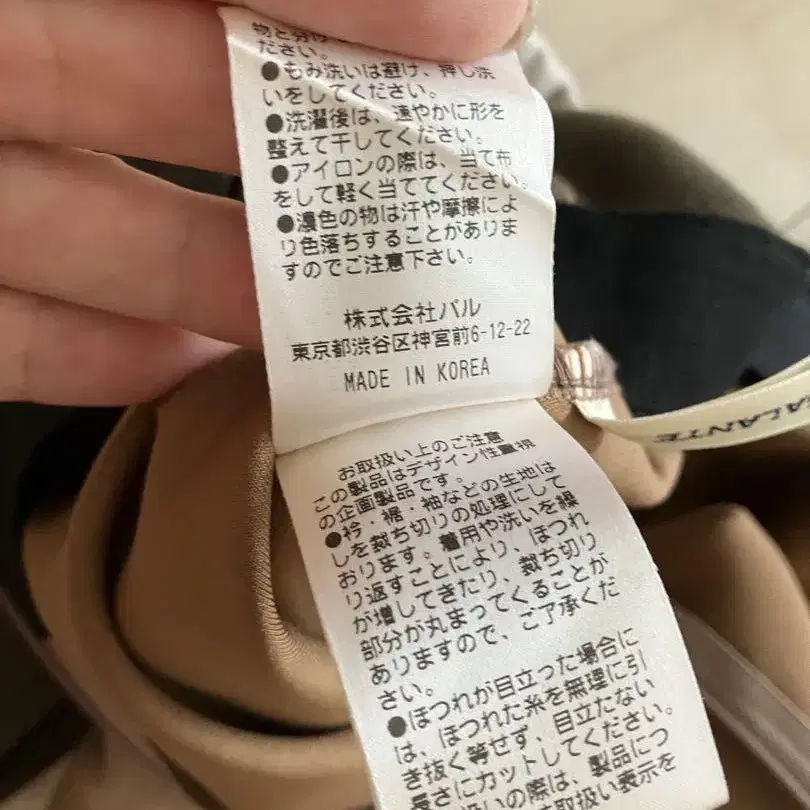 ださい。
●もみ洗いは避け、押し洗
いをしてください。
●洗濯後は、速やかに形を
整えて干してください。
●アイロンの際は、当て布
をして軽く当ててください。
●濃色の物は汗や摩擦によ
り色落ちすることがありま
すのでご注意下さい。
株式会社パル
東京都渋谷区神宮前6-12-22
MADE IN KOREA
ALANTE
お取扱い上のご注意
この製品はデザイン性重視
の企画製品です。
●衿・裾・袖などの生地は
裁ち切りの処理にして
おります。着用や洗いを繰
り返すことにより、ほつれ
が増してきたり、裁ち切り
部分が丸まってくることが
ありますので、ご了承くだ
さい。
●ほつれが目立った場合に
は、ほつれた糸を無理に引
き抜く等せず、目立たない
長さにカットしてください。
扱いの際は、製品につ
取扱い表示を